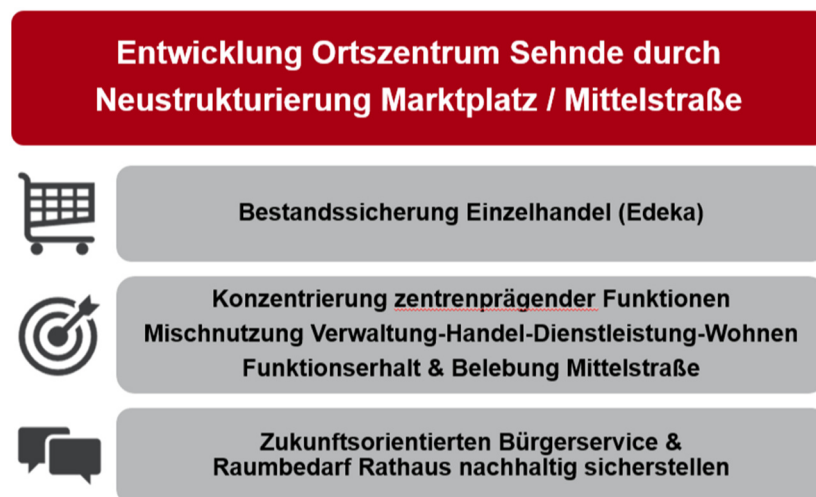 Entwicklung Ortszentrum Sehnde durch
Neustrukturierung Marktplatz / Mittelstraße
Bestandssicherung Einzelhandel (Edeka)
Konzentrierung zentrenprägender Funktionen
Mischnutzung Verwaltung-Handel-Dienstleistung-Wohnen
Funktionserhalt & Belebung Mittelstraße
Zukunftsorientierten Bürgerservice &
Raumbedarf Rathaus nachhaltig sicherstellen